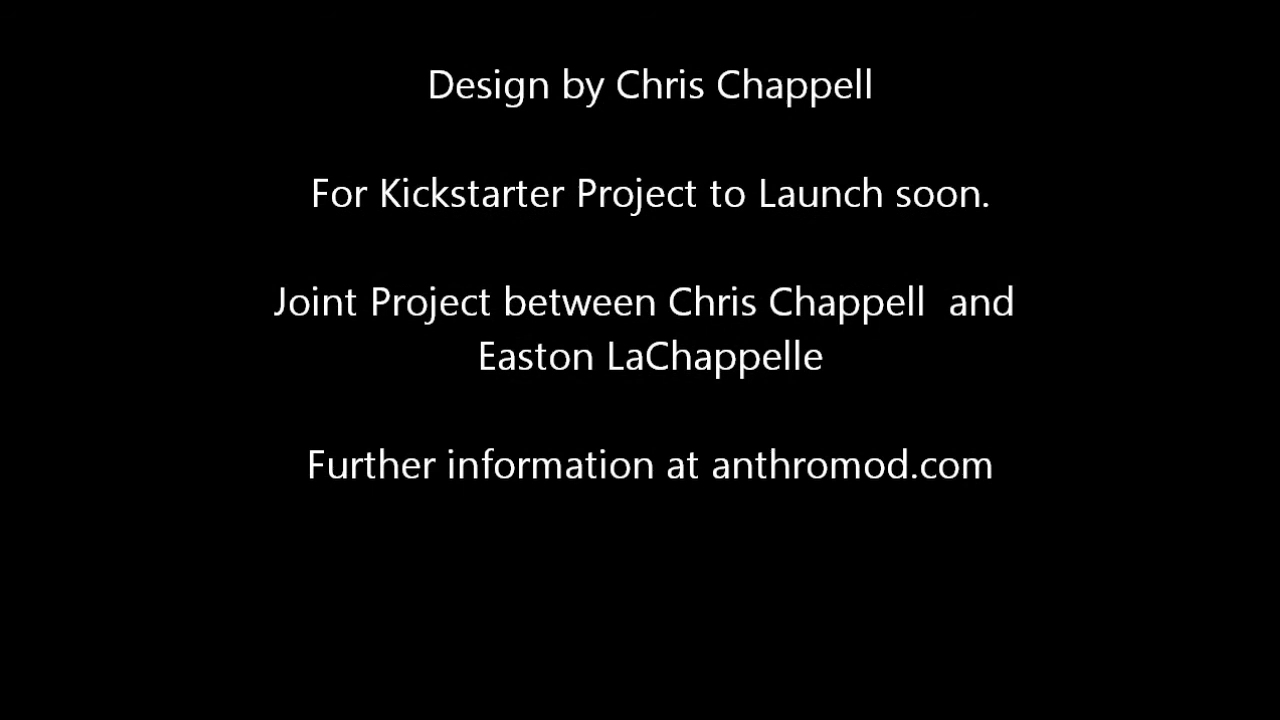 Design by Chris Chappell
For Kickstarter Project to Launch soon.
Joint Project between Chris Chappell  and
Easton LaChappelle
Further information at anthromod.com